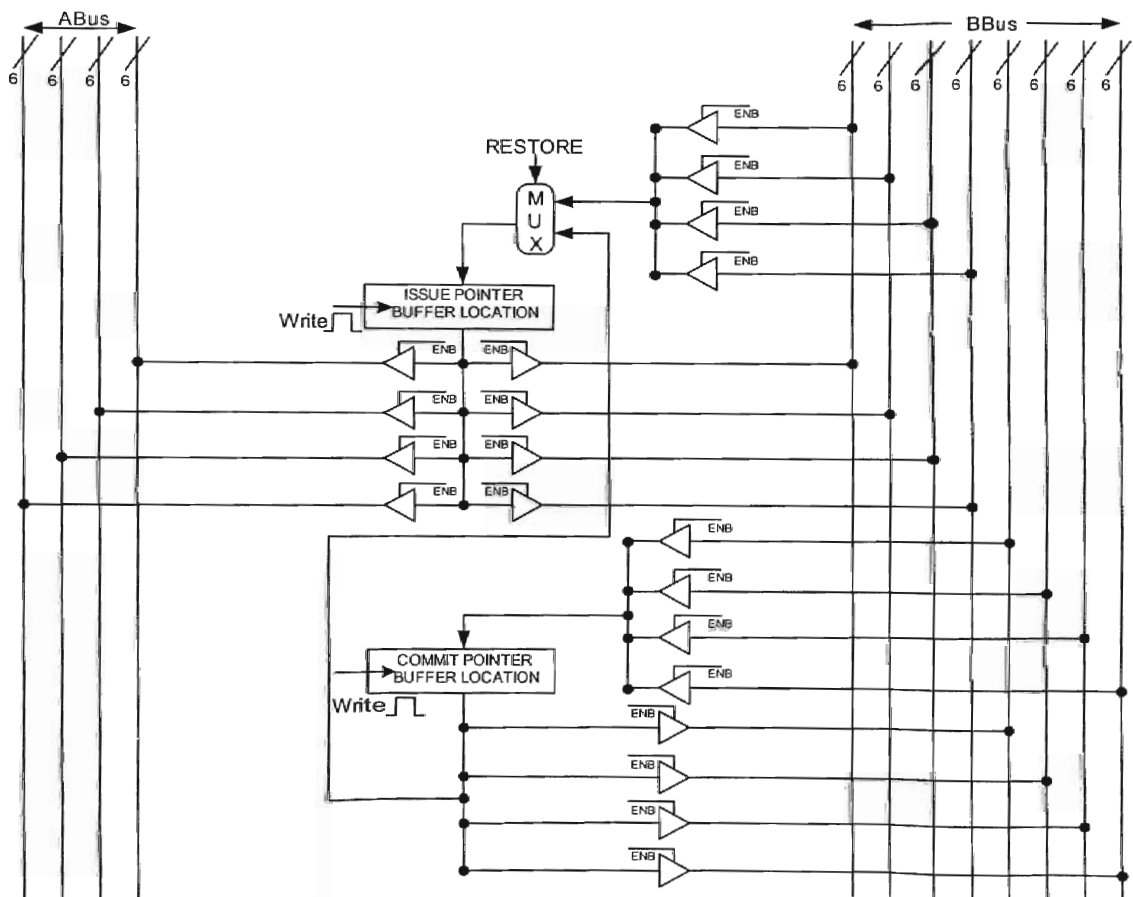 ABus
BBus
6 6 6 6
6 6 6 6 6 6 6 6
ENB
RESTORE
ENB
M
U
X
ENB
ENB
ISSUE POINTER
BUFFER LOCATION
Write
ENB ENB
ENB ENB
ENB ENB
ENB ENB
ENB
ENB
ENB
COMMIT POINTER
BUFFER LOCATION
ENB
Write
ENB
ENB
ENB
ENB